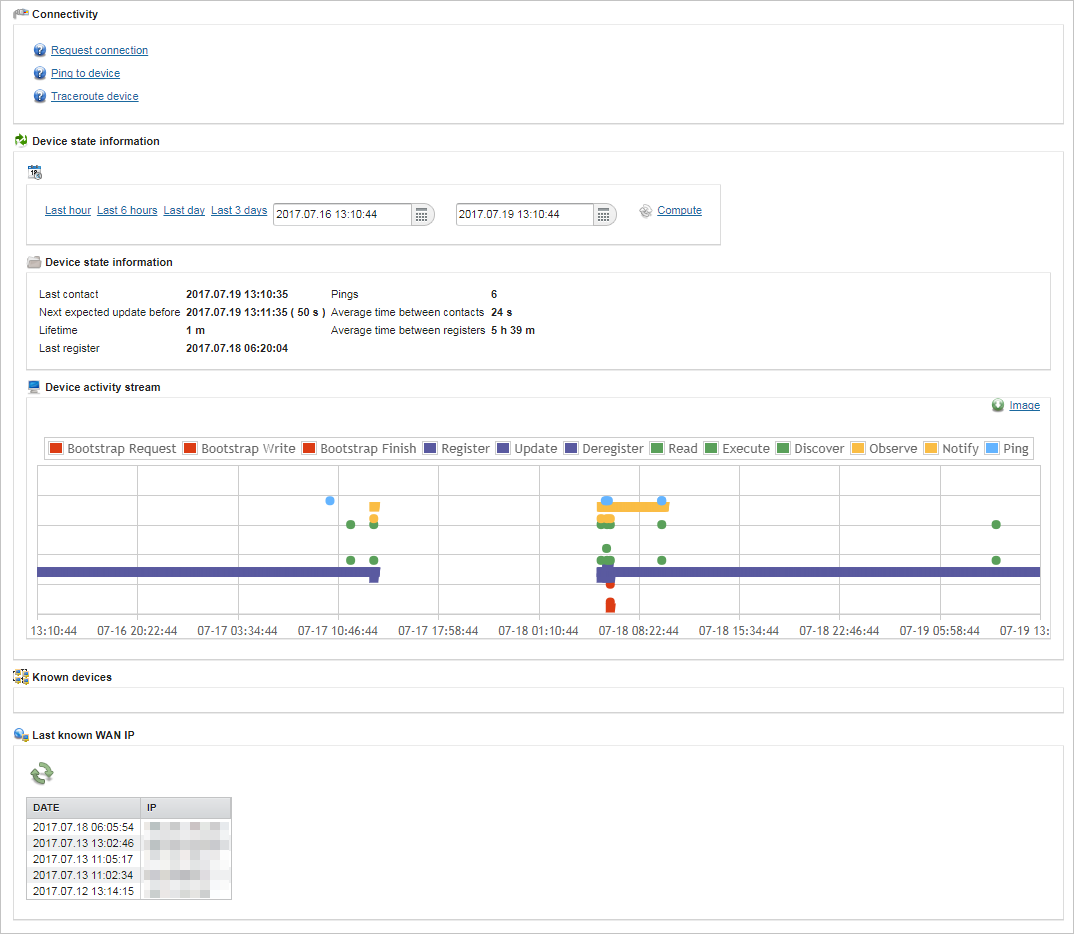 Connectivity
Request connection
Ping to device
Traceroute device
Device state information
Last hour Last 6 hours Last day Last 3 days 2017.07.16 13:10:44 2017.07.19 13:10:44 Compute
Device state information
Last contact 2017.07.19 13:10:35 Pings 6
Next expected update before 2017.07.19 13:11:35 ( 50 s ) Average time between contacts 24 s
Lifetime 1 m Average time between registers 5 h 39 m
Last register 2017.07.18 06:20:04
Device activity stream
Image
Bootstrap Request Bootstrap Write Bootstrap Finish Register Update Deregister Read Execute Discover Observe Notify Ping
13:10:44 07-16 20:22:44 07-17 03:34:44 07-17 10:46:44 07-17 17:58:44 07-18 01:10:44 07-18 08:22:44 07-18 15:34:44 07-18 22:46:44 07-19 05:58:44 07-19 13:
Known devices
Last known WAN IP
DATE IP
2017.07.18 06:05:54
2017.07.13 13:02:46
2017.07.13 11:05:17
2017.07.13 11:02:34
2017.07.12 13:14:15